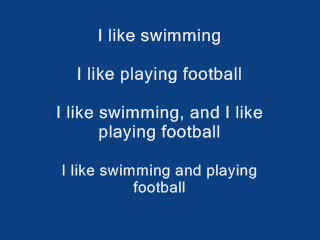 I like swimming
I like playing football
I like swimming, and I like
playing football
I like swimming and playing
football